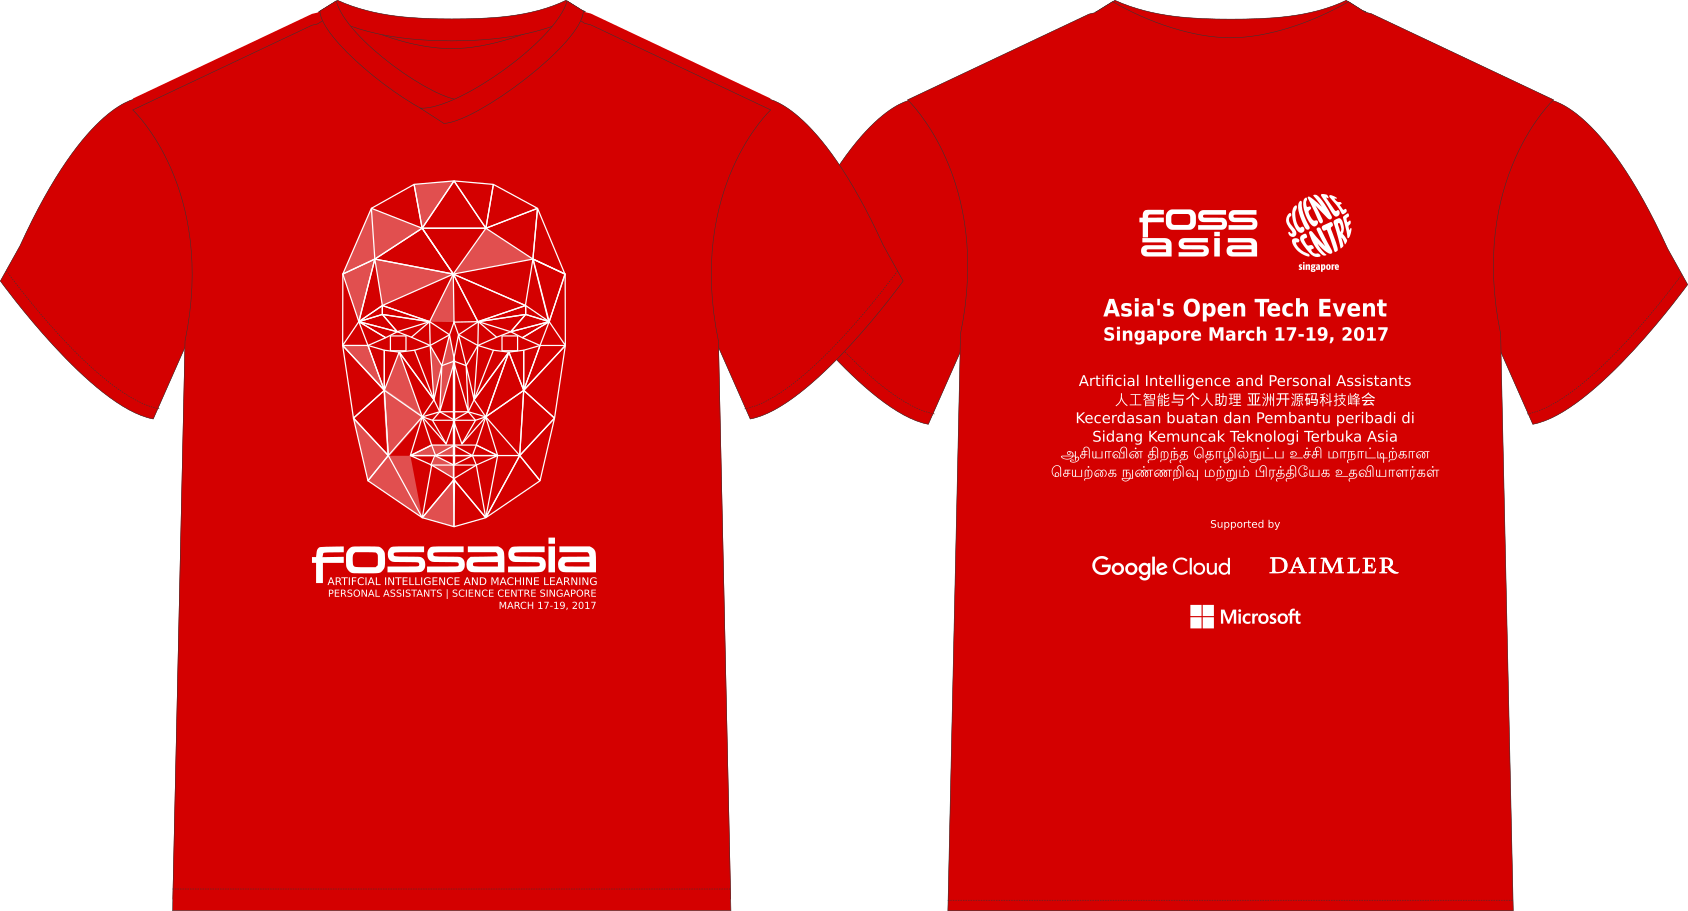 fossasia
ARTIFCIAL INTELLIGENCE AND MACHINE LEARNING
PERSONAL ASSISTANTS | SCIENCE CENTRE SINGAPORE
MARCH 17-19, 2017
foss
asia
SCIENCE
CENTRE
singapore
Asia's Open Tech Event
Singapore March 17-19, 2017
Artificial Intelligence and Personal Assistants
人工智能与个人助理 亚洲开源码科技峰会
Kecerdasan buatan dan Pembantu peribadi di
Sidang Kemuncak Teknologi Terbuka Asia
ஆசியாவின் திறந்த தொழில்நுட்ப உச்சி மாநாட்டிற்கான
செயற்கை நுண்ணறிவு மற்றும் பிரத்தியேக உதவியாளர்கள்
Supported by
Google Cloud DAIMLER
Microsoft